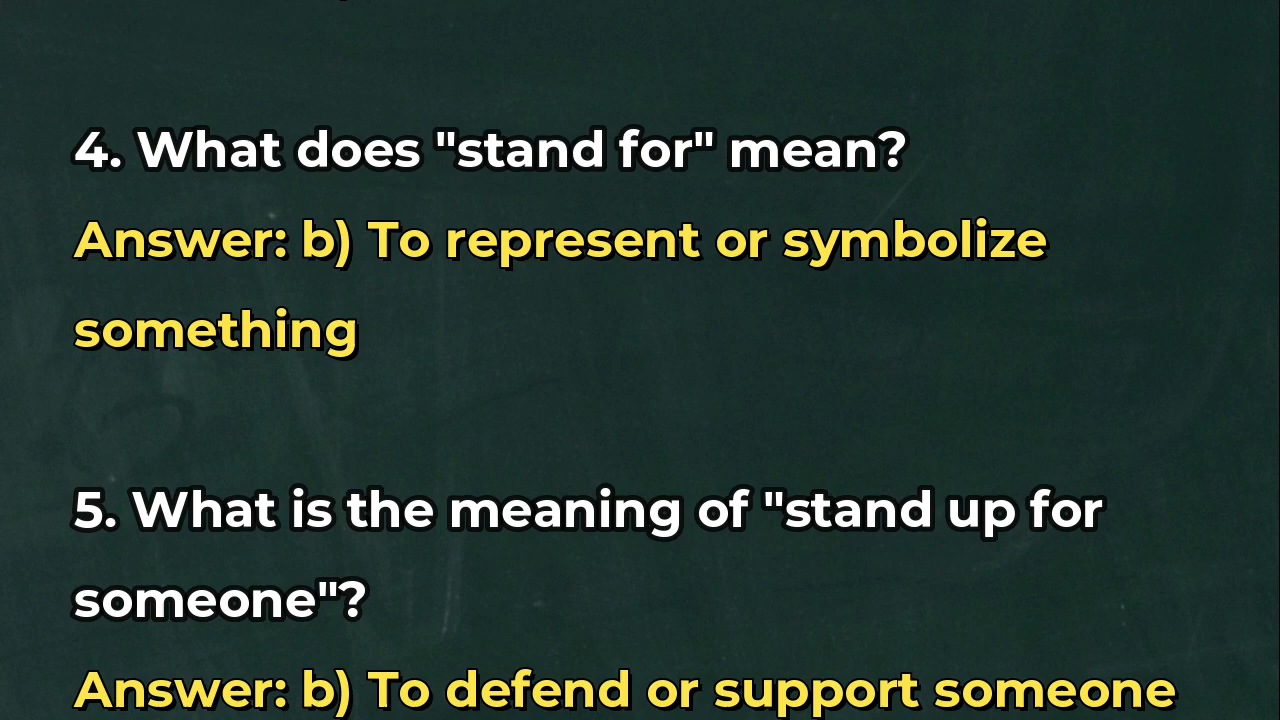 4. What does "stand for" mean?
Answer: b) To represent or symbolize
something
5. What is the meaning of "stand up for
someone"?
Answer: b) To defend or support someone